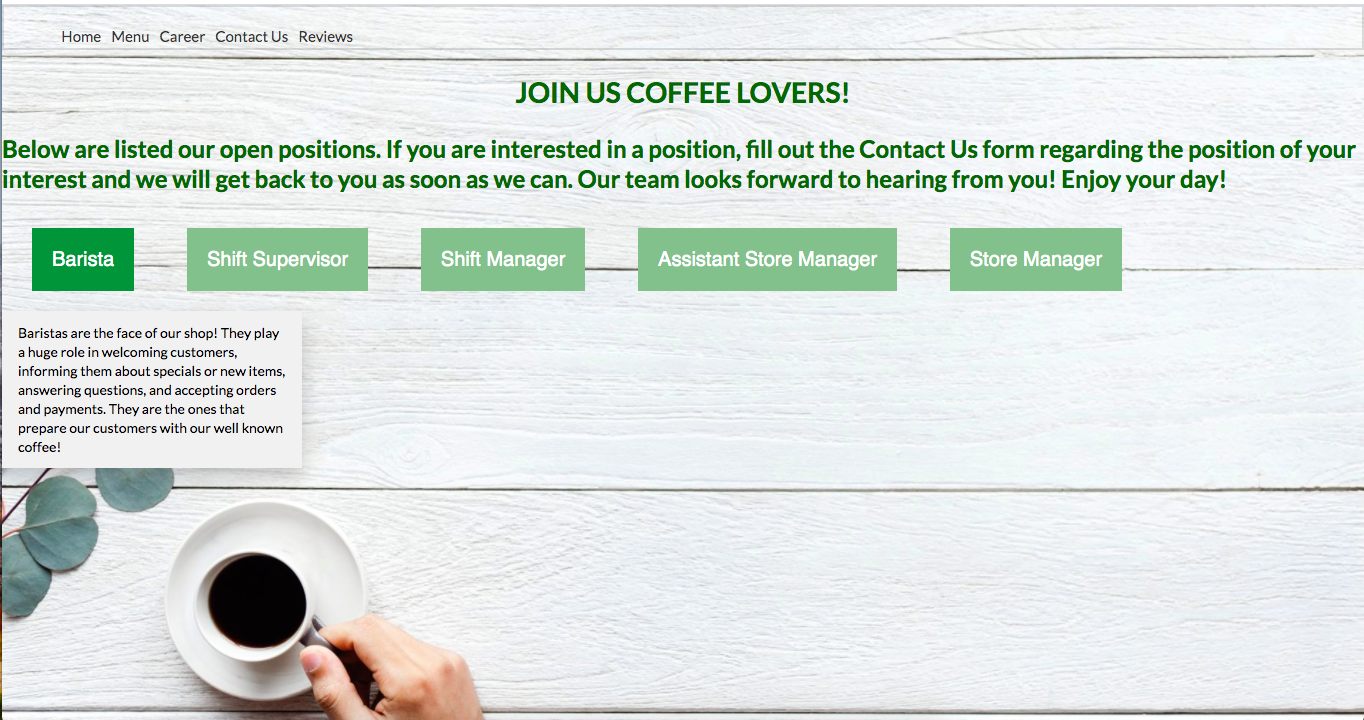 Home Menu Career Contact Us Reviews
JOIN US COFFEE LOVERS!
Below are listed our open positions. If you are interested in a position, fill out the Contact Us form regarding the position of your
interest and we will get back to you as soon as we can. Our team looks forward to hearing from you! Enjoy your day!
Barista Shift Supervisor Shift Manager Assistant Store Manager Store Manager
Baristas are the face of our shop! They play
a huge role in welcoming customers,
informing them about specials or new items,
answering questions, and accepting orders
and payments. They are the ones that
prepare our customers with our well known
coffee!